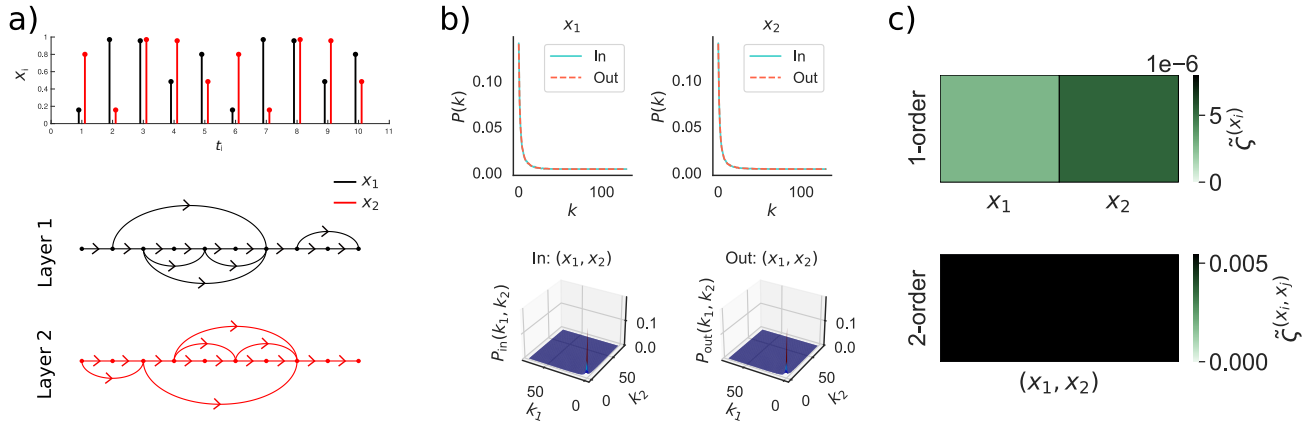 a)
1
0.8
0.6
0.4
0.2
0
x_i
1 2 3 4 5 6 7 8 9 10 11
t_i
x_1
x_2
Layer 1
Layer 2
b)
x_1
In
Out
0.10
0.05
0.00
P(k)
0 100
k
x_2
In
Out
0.10
0.05
0.00
P(k)
0 100
k
In: (x_1, x_2)
P_in(k_1, k_2)
0.1
0.0
50
0
k_1
50
0
k_2
Out: (x_1, x_2)
P_out(k_1, k_2)
0.1
0.0
50
0
k_1
50
0
k_2
c)
1-order
x_1 x_2
1e−6
5
0
ζ̃^(x_i)
2-order
(x_1, x_2)
0.005
0.000
ζ̃^(x_i, x_j)